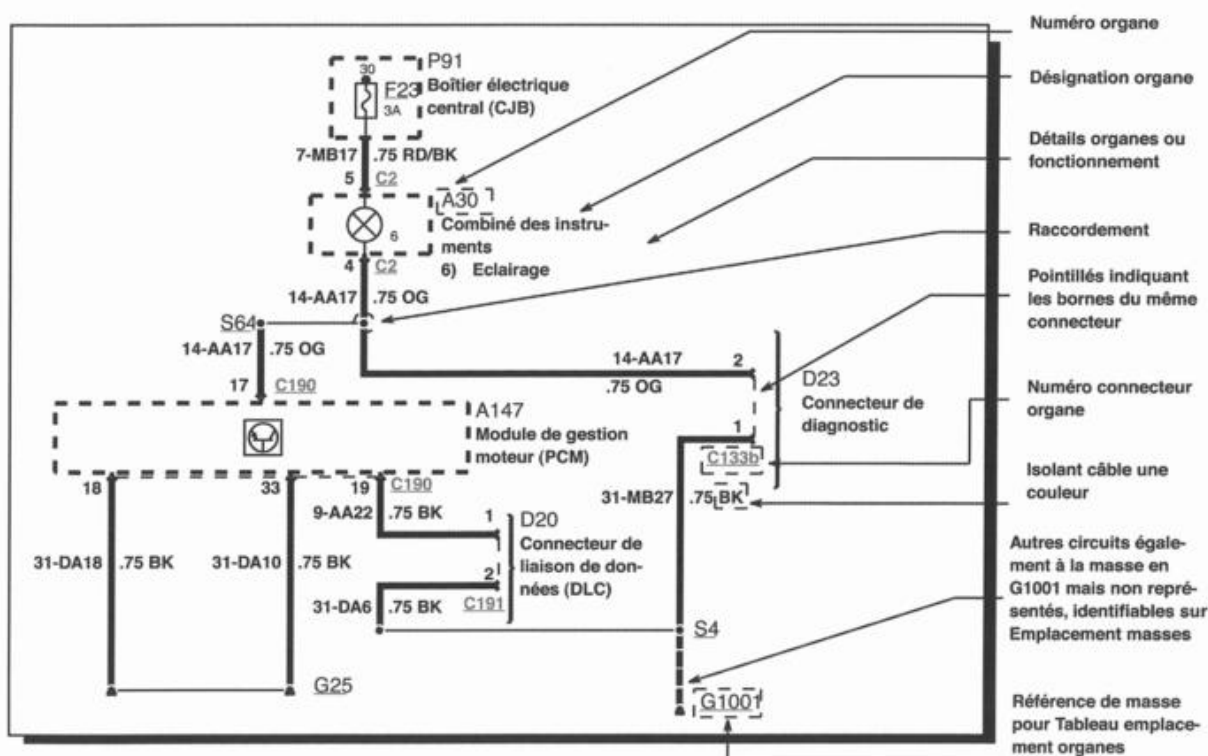 Numéro organe
P91
30
F23
3A
Boîtier électrique
central (CJB)
Désignation organe
7-MB17 .75 RD/BK
5 C2
Détails organes ou
fonctionnement
A30
Combiné des instru-
ments
6
6) Eclairage
4 C2
Raccordement
14-AA17 .75 OG
Pointillés indiquant
les bornes du même
connecteur
S64
14-AA17 .75 OG
14-AA17 2
.75 OG
17 C190
D23
Connecteur de
diagnostic
Numéro connecteur
organe
A147
Module de gestion
moteur (PCM)
1
C133b
18 33 19 C190
31-MB27 .75 BK
Isolant câble une
couleur
9-AA22 .75 BK
1 D20
Connecteur de
liaison de don-
nées (DLC)
2
C191
31-DA18 .75 BK
31-DA10 .75 BK
31-DA6 .75 BK
Autres circuits égale-
ment à la masse en
G1001 mais non repré-
sentés, identifiables sur
Emplacement masses
S4
G25
G1001
Référence de masse
pour Tableau emplace-
ment organes